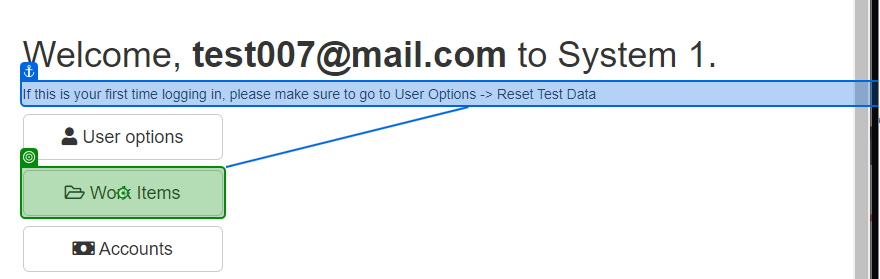 Welcome, test007@mail.com to System 1.
If this is your first time logging in, please make sure to go to User Options -> Reset Test Data
User options
Work Items
Accounts